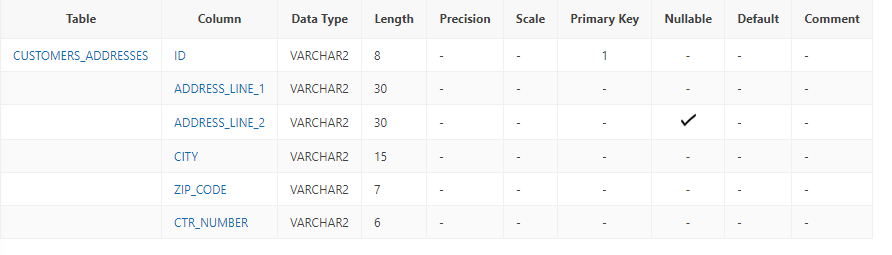 Table Column Data Type Length Precision Scale Primary Key Nullable Default Comment
CUSTOMERS_ADDRESSES ID VARCHAR2 8 - - 1 - - -
ADDRESS_LINE_1 VARCHAR2 30 - - - - - -
ADDRESS_LINE_2 VARCHAR2 30 - - - ✓ - -
CITY VARCHAR2 15 - - - - - -
ZIP_CODE VARCHAR2 7 - - - - - -
CTR_NUMBER VARCHAR2 6 - - - - - -